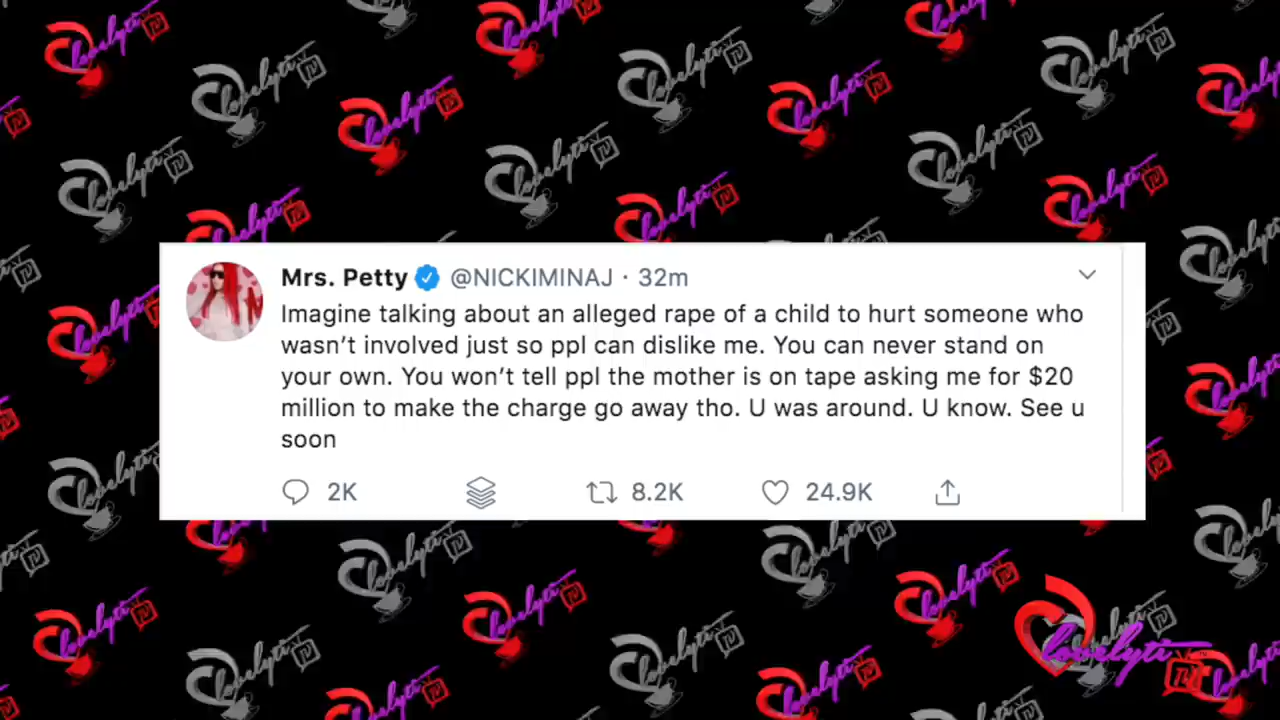 Mrs. Petty @NICKIMINAJ · 32m
Imagine talking about an alleged rape of a child to hurt someone who
wasn't involved just so ppl can dislike me. You can never stand on
your own. You won't tell ppl the mother is on tape asking me for $20
million to make the charge go away tho. U was around. U know. See u
soon
2K 8.2K 24.9K
Lovelyti TV